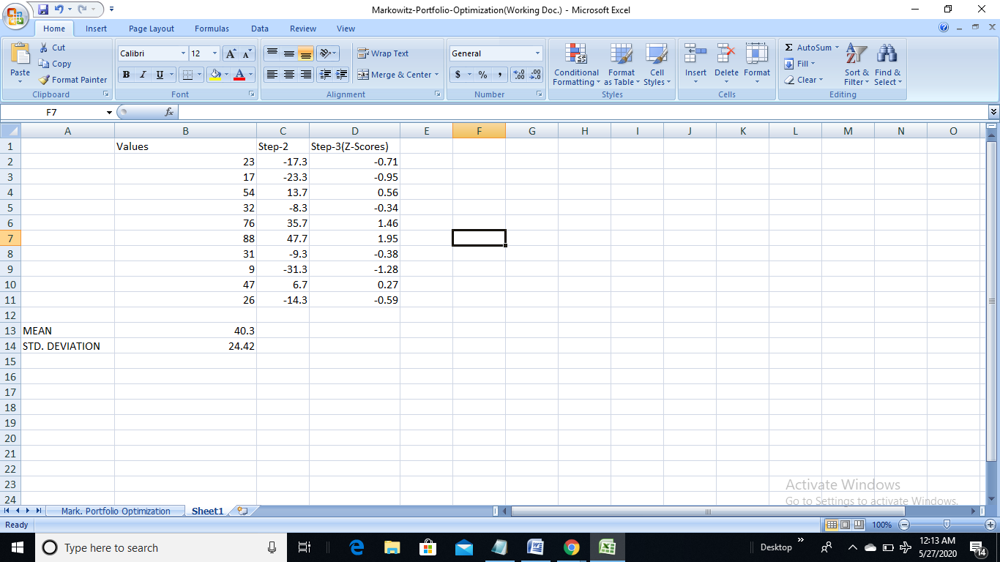 Markowitz-Portfolio-Optimization(Working Doc.) - Microsoft Excel
Home Insert Page Layout Formulas Data Review View
Paste
Cut
Copy
Format Painter
Clipboard
Calibri 12
B I U
Font
Wrap Text
Merge & Center
Alignment
General
$ % ,
Number
Conditional Formatting
Format as Table
Cell Styles
Styles
Insert Delete Format
Cells
Σ AutoSum
Fill
Clear
Sort & Filter
Find & Select
Editing
F7 fx
A B C D E F G H I J K L M N O
1 Values Step-2 Step-3(Z-Scores)
2 23 -17.3 -0.71
3 17 -23.3 -0.95
4 54 13.7 0.56
5 32 -8.3 -0.34
6 76 35.7 1.46
7 88 47.7 1.95
8 31 -9.3 -0.38
9 9 -31.3 -1.28
10 47 6.7 0.27
11 26 -14.3 -0.59
12
13 MEAN 40.3
14 STD. DEVIATION 24.42
15
16
17
18
19
20
21
22
23
24
Activate Windows
Go to Settings to activate Windows.
Mark. Portfolio Optimization Sheet1
Ready 100%
Type here to search
Desktop
12:13 AM
5/27/2020
14